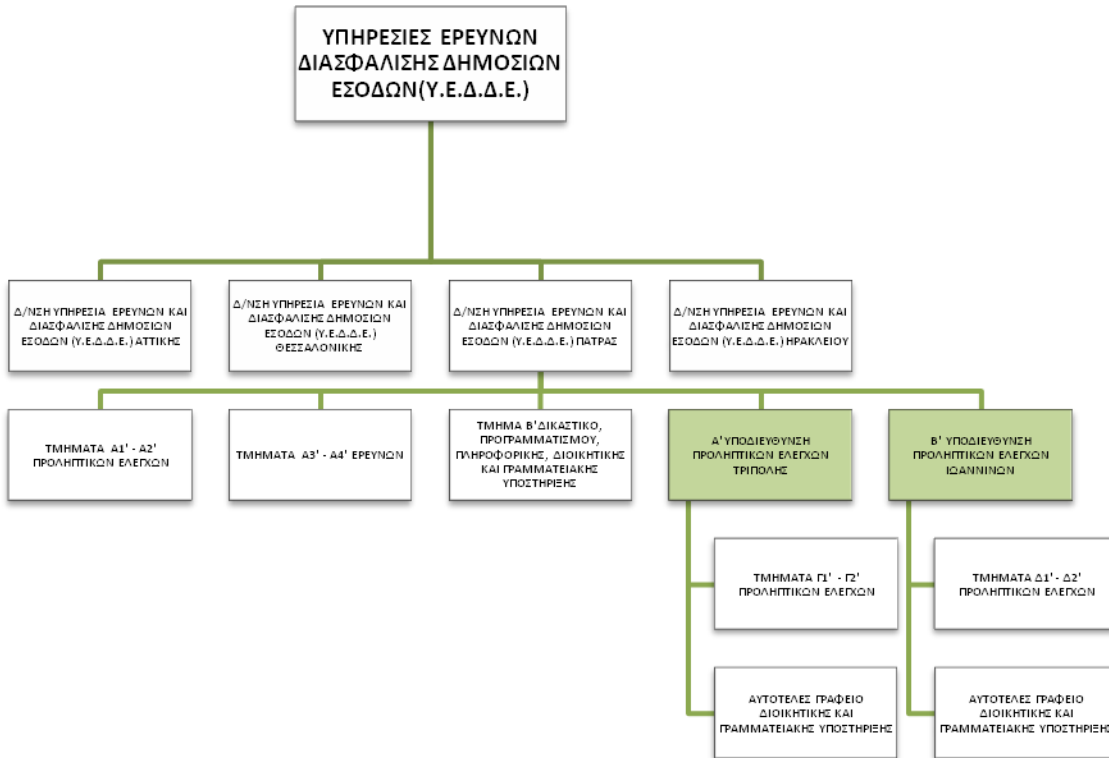 ΥΠΗΡΕΣΙΕΣ ΕΡΕΥΝΩΝ
ΔΙΑΣΦΑΛΙΣΗΣ ΔΗΜΟΣΙΩΝ
ΕΣΟΔΩΝ(Υ.Ε.Δ.Δ.Ε.)
Δ/ΝΣΗ ΥΠΗΡΕΣΙΑ ΕΡΕΥΝΩΝ ΚΑΙ
ΔΙΑΣΦΑΛΙΣΗΣ ΔΗΜΟΣΙΩΝ
ΕΣΟΔΩΝ (Υ.Ε.Δ.Δ.Ε.) ΑΤΤΙΚΗΣ
Δ/ΝΣΗ ΥΠΗΡΕΣΙΑ ΕΡΕΥΝΩΝ ΚΑΙ
ΔΙΑΣΦΑΛΙΣΗΣ ΔΗΜΟΣΙΩΝ
ΕΣΟΔΩΝ (Υ.Ε.Δ.Δ.Ε.)
ΘΕΣΣΑΛΟΝΙΚΗΣ
Δ/ΝΣΗ ΥΠΗΡΕΣΙΑ ΕΡΕΥΝΩΝ ΚΑΙ
ΔΙΑΣΦΑΛΙΣΗΣ ΔΗΜΟΣΙΩΝ
ΕΣΟΔΩΝ (Υ.Ε.Δ.Δ.Ε.) ΠΑΤΡΑΣ
Δ/ΝΣΗ ΥΠΗΡΕΣΙΑ ΕΡΕΥΝΩΝ ΚΑΙ
ΔΙΑΣΦΑΛΙΣΗΣ ΔΗΜΟΣΙΩΝ
ΕΣΟΔΩΝ (Υ.Ε.Δ.Δ.Ε.) ΗΡΑΚΛΕΙΟΥ
ΤΜΗΜΑΤΑ Α1' - Α2'
ΠΡΟΛΗΠΤΙΚΩΝ ΕΛΕΓΧΩΝ
ΤΜΗΜΑΤΑ Α3' - Α4' ΕΡΕΥΝΩΝ
ΤΜΗΜΑ Β' ΔΙΚΑΣΤΙΚΟ,
ΠΡΟΓΡΑΜΜΑΤΙΣΜΟΥ,
ΠΛΗΡΟΦΟΡΙΚΗΣ, ΔΙΟΙΚΗΤΙΚΗΣ
ΚΑΙ ΓΡΑΜΜΑΤΕΙΑΚΗΣ
ΥΠΟΣΤΗΡΙΞΗΣ
Α' ΥΠΟΔΙΕΥΘΥΝΣΗ
ΠΡΟΛΗΠΤΙΚΩΝ ΕΛΕΓΧΩΝ
ΤΡΙΠΟΛΗΣ
Β' ΥΠΟΔΙΕΥΘΥΝΣΗ
ΠΡΟΛΗΠΤΙΚΩΝ ΕΛΕΓΧΩΝ
ΙΩΑΝΝΙΝΩΝ
ΤΜΗΜΑΤΑ Γ1' - Γ2'
ΠΡΟΛΗΠΤΙΚΩΝ ΕΛΕΓΧΩΝ
ΤΜΗΜΑΤΑ Δ1' - Δ2'
ΠΡΟΛΗΠΤΙΚΩΝ ΕΛΕΓΧΩΝ
ΑΥΤΟΤΕΛΕΣ ΓΡΑΦΕΙΟ
ΔΙΟΙΚΗΤΙΚΗΣ ΚΑΙ
ΓΡΑΜΜΑΤΕΙΑΚΗΣ ΥΠΟΣΤΗΡΙΞΗΣ
ΑΥΤΟΤΕΛΕΣ ΓΡΑΦΕΙΟ
ΔΙΟΙΚΗΤΙΚΗΣ ΚΑΙ
ΓΡΑΜΜΑΤΕΙΑΚΗΣ ΥΠΟΣΤΗΡΙΞΗΣ